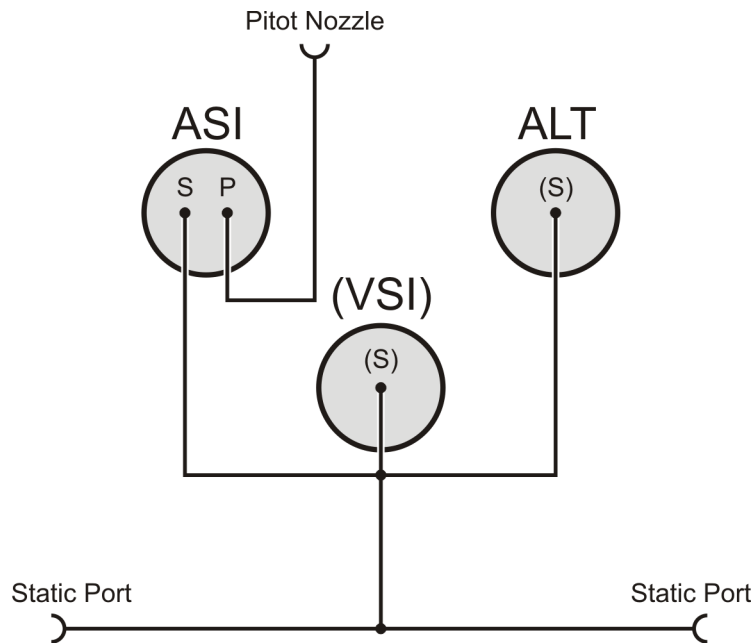 Pitot Nozzle
ASI
ALT
S P
(S)
(VSI)
(S)
Static Port
Static Port